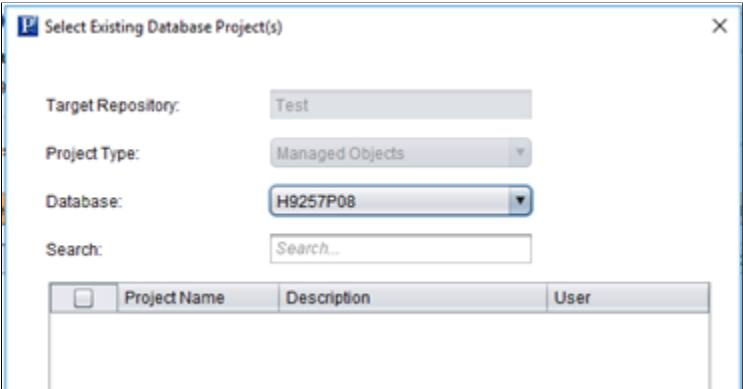 Select Existing Database Project(s)
Target Repository: Test
Project Type: Managed Objects
Database: H9257P08
Search: Search...
Project Name Description User